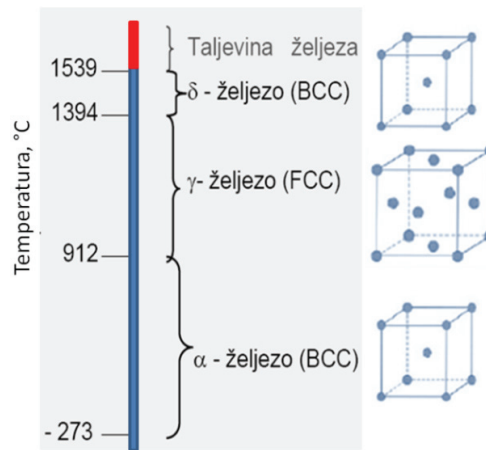 Temperatura, °C
Taljevina željeza
1539
δ - željezo (BCC)
1394
γ- željezo (FCC)
912
α - željezo (BCC)
- 273